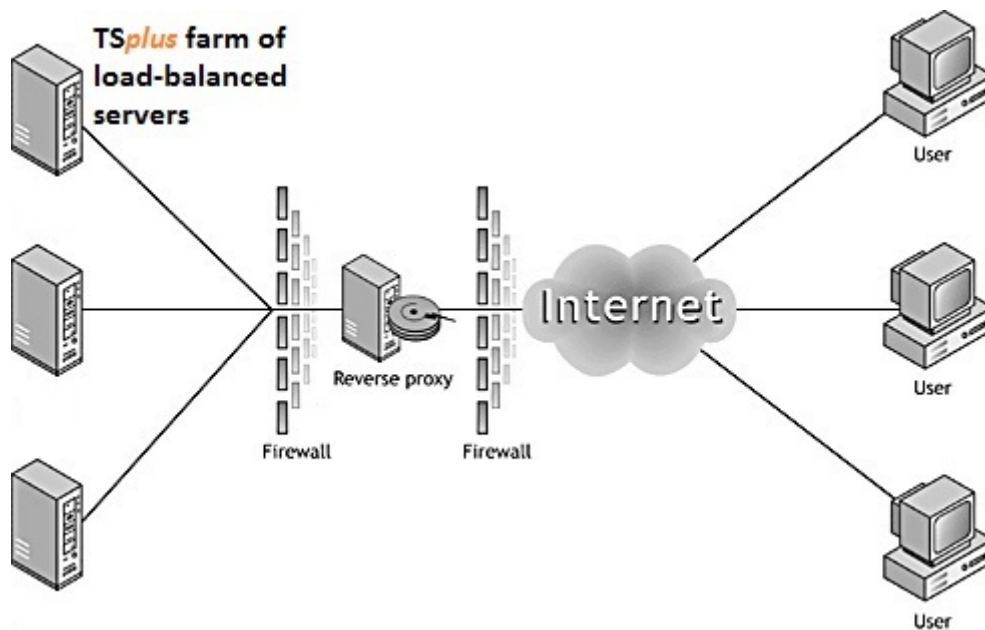 TSplus farm of
load-balanced
servers
User
Internet
User
Reverse proxy
Firewall
Firewall
User